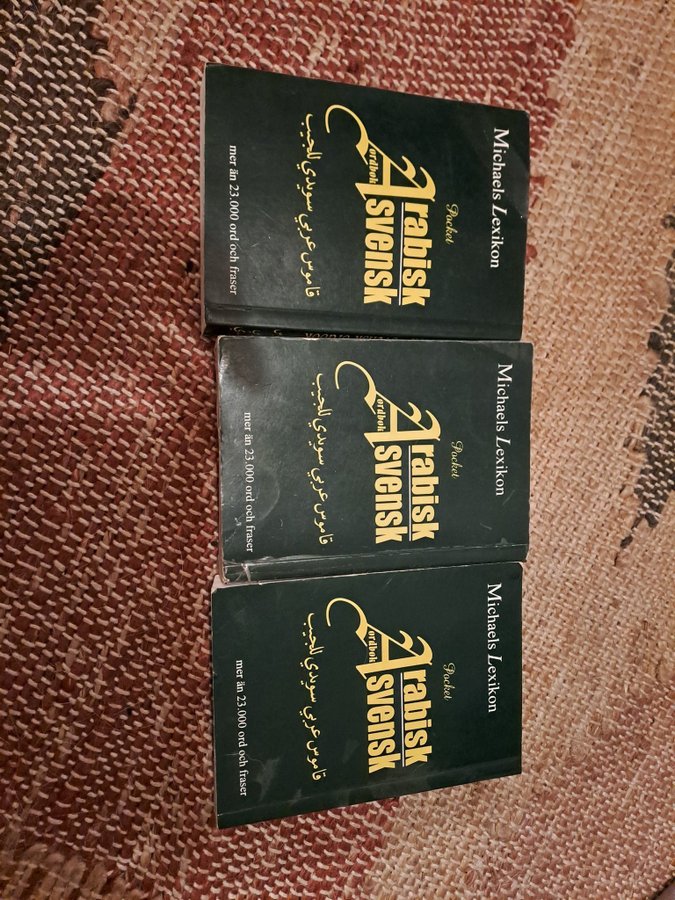 Michaels Lexikon
Pocket
Arabisk
svensk
ordbok
قاموس عربي سويدي للجيب
mer än 23.000 ord och fraser
Michaels Lexikon
Pocket
Arabisk
svensk
ordbok
قاموس عربي سويدي للجيب
mer än 23.000 ord och fraser
Michaels Lexikon
Pocket
Arabisk
svensk
ordbok
قاموس عربي سويدي للجيب
mer än 23.000 ord och fraser